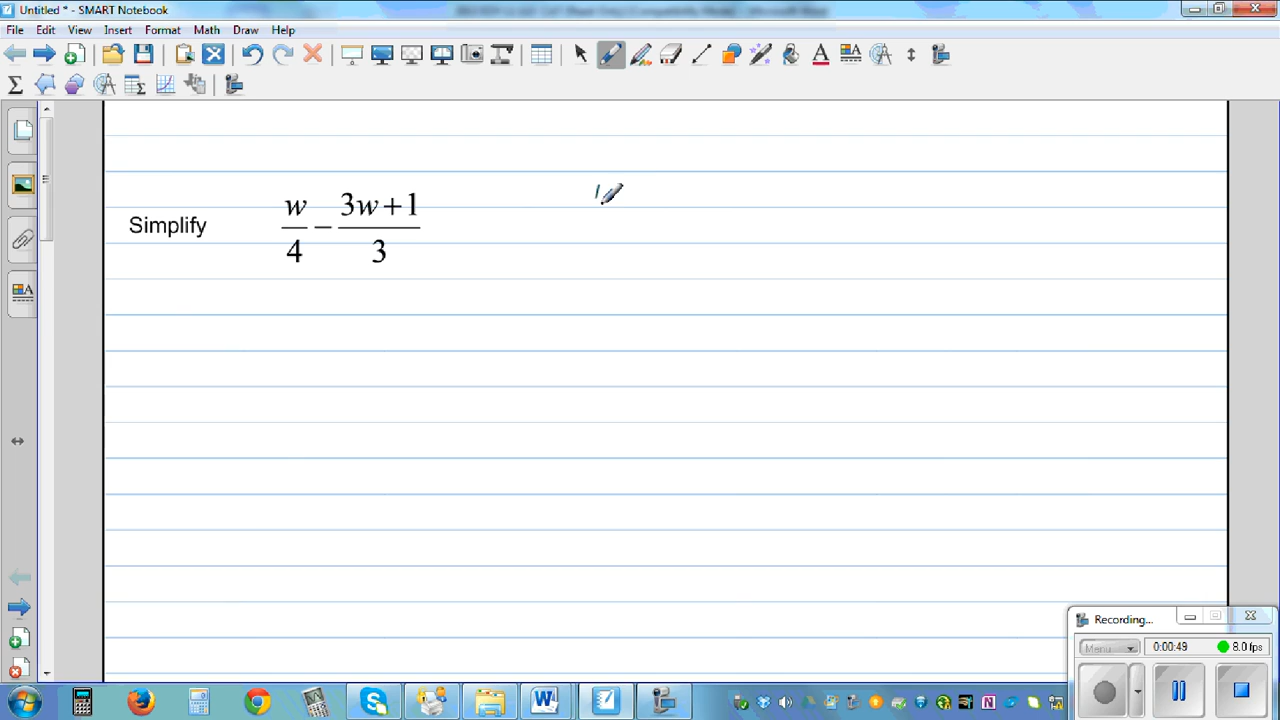 Untitled * - SMART Notebook
File Edit View Insert Format Math Draw Help
Simplify w/4 − 3w+1/3
Recording...
Menu 0:00:49 8.0 fps